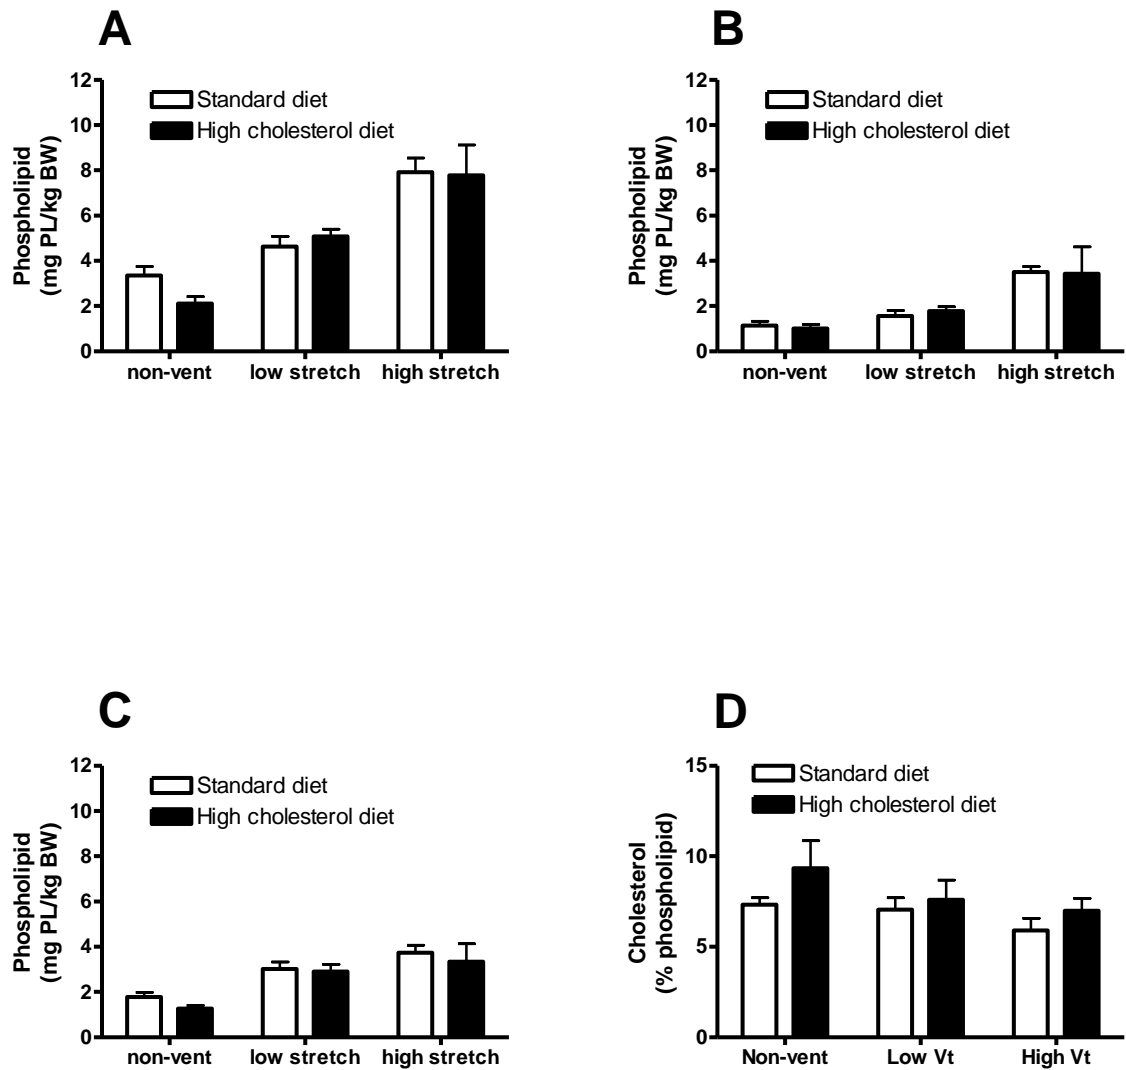 A
Phospholipid
(mg PL/kg BW)
12
10
8
6
4
2
0
Standard diet
High cholesterol diet
non-vent low stretch high stretch
B
Phospholipid
(mg PL/kg BW)
12
10
8
6
4
2
0
Standard diet
High cholesterol diet
non-vent low stretch high stretch
C
Phospholipid
(mg PL/kg BW)
12
10
8
6
4
2
0
Standard diet
High cholesterol diet
non-vent low stretch high stretch
D
Cholesterol
(% phospholipid)
15
10
5
0
Standard diet
High cholesterol diet
Non-vent Low Vt High Vt